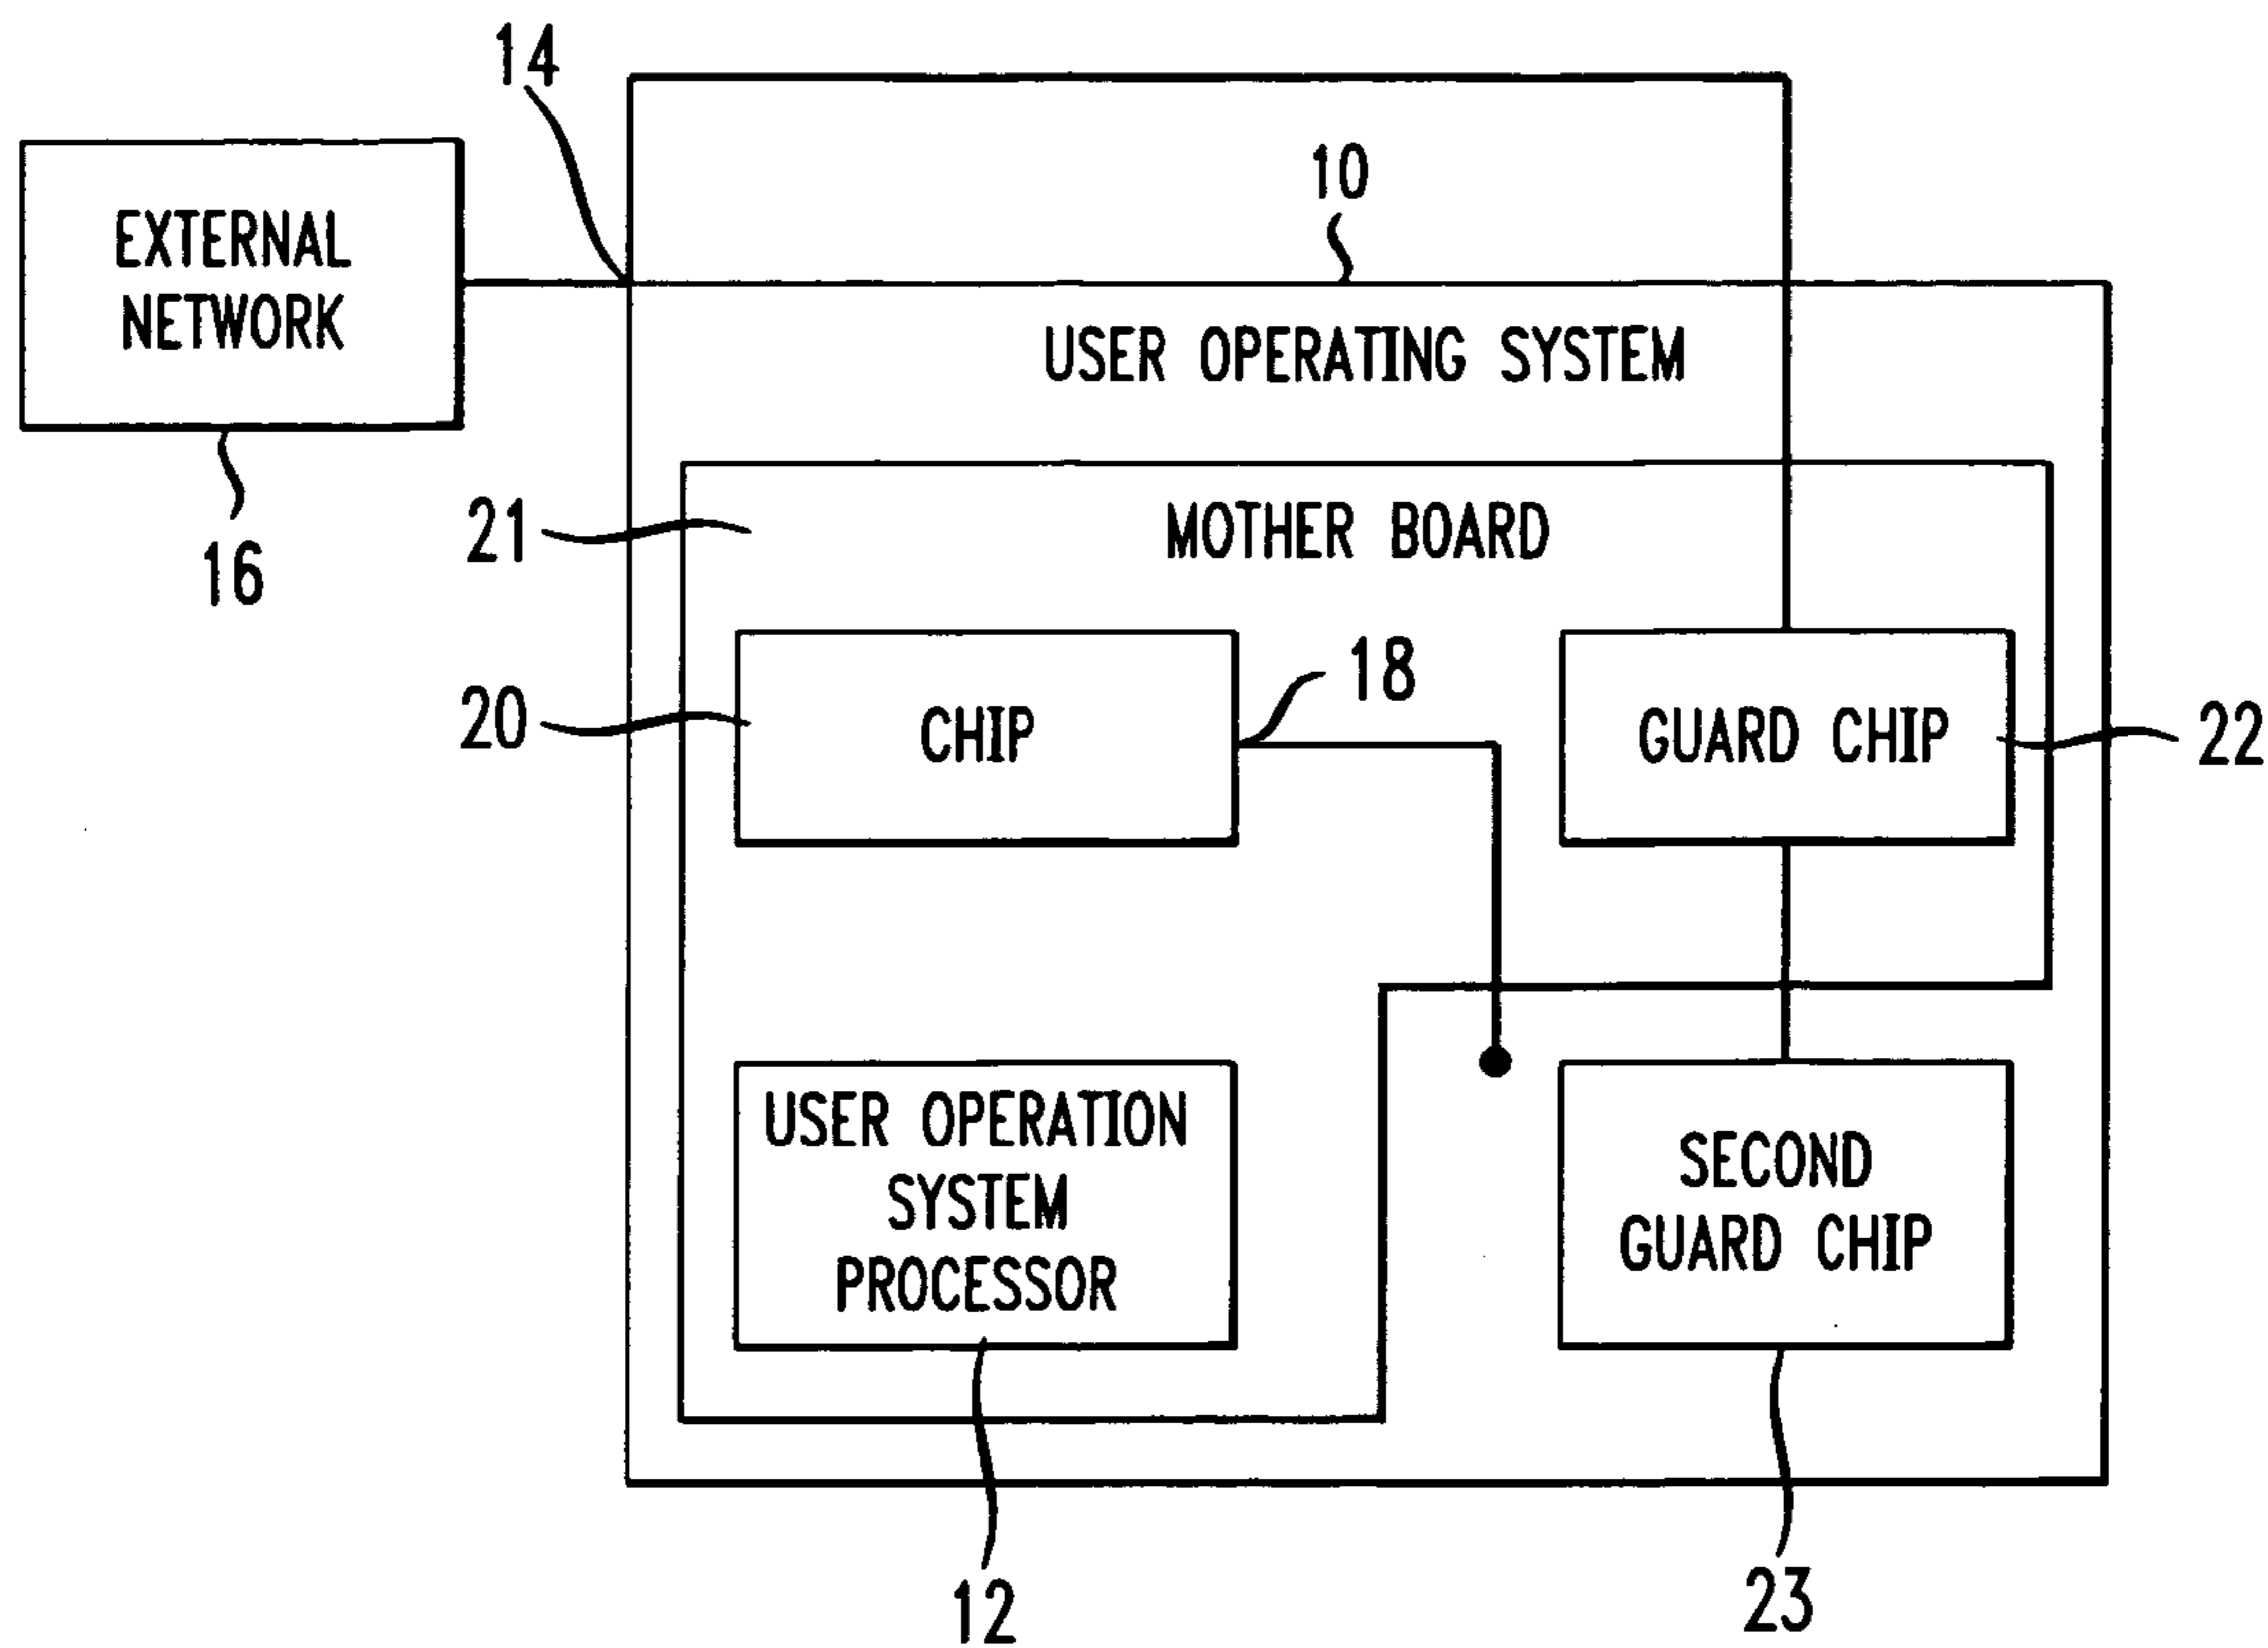 14
10
EXTERNAL
NETWORK
USER OPERATING SYSTEM
21
MOTHER BOARD
16
18
20
CHIP
GUARD CHIP
22
USER OPERATION
SYSTEM
PROCESSOR
SECOND
GUARD CHIP
12
23